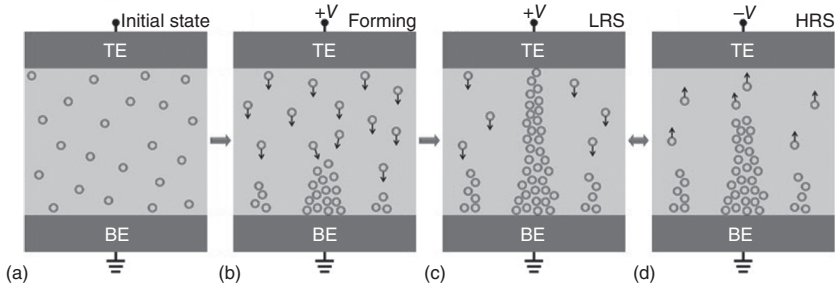 Initial state
TE
BE
(a)
+V
Forming
TE
BE
(b)
+V
LRS
TE
BE
(c)
–V
HRS
TE
BE
(d)